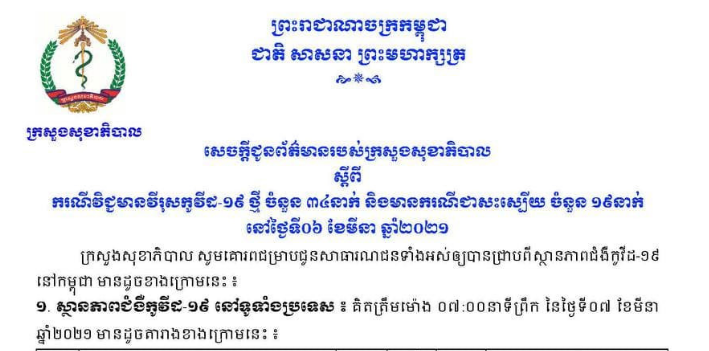 ព្រះរាជាណាចក្រកម្ពុជា
ជាតិ សាសនា ព្រះមហាក្សត្រ
ក្រសួងសុខាភិបាល
សេចក្តីជូនព័ត៌មានរបស់ក្រសួងសុខាភិបាល
ស្តីពី
ករណីវិជ្ជមានវីរុសកូវីដ-១៩ ថ្មី ចំនួន ៣៤នាក់ និងមានករណីជាសះស្បើយ ចំនួន ១៩នាក់
នៅថ្ងៃទី០៦ ខែមីនា ឆ្នាំ២០២១
ក្រសួងសុខាភិបាល សូមគោរពជម្រាបជូនសាធារណជនទាំងអស់ឲ្យបានជ្រាបពីស្ថានភាពជំងឺកូវីដ-១៩
នៅកម្ពុជា មានដូចខាងក្រោមនេះ ៖
១. ស្ថានភាពជំងឺកូវីដ-១៩ នៅទូទាំងប្រទេស ៖ គិតត្រឹមម៉ោង ០៧:០០នាទីព្រឹក នៃថ្ងៃទី០៧ ខែមីនា
ឆ្នាំ២០២១ មានដូចតារាងខាងក្រោមនេះ ៖